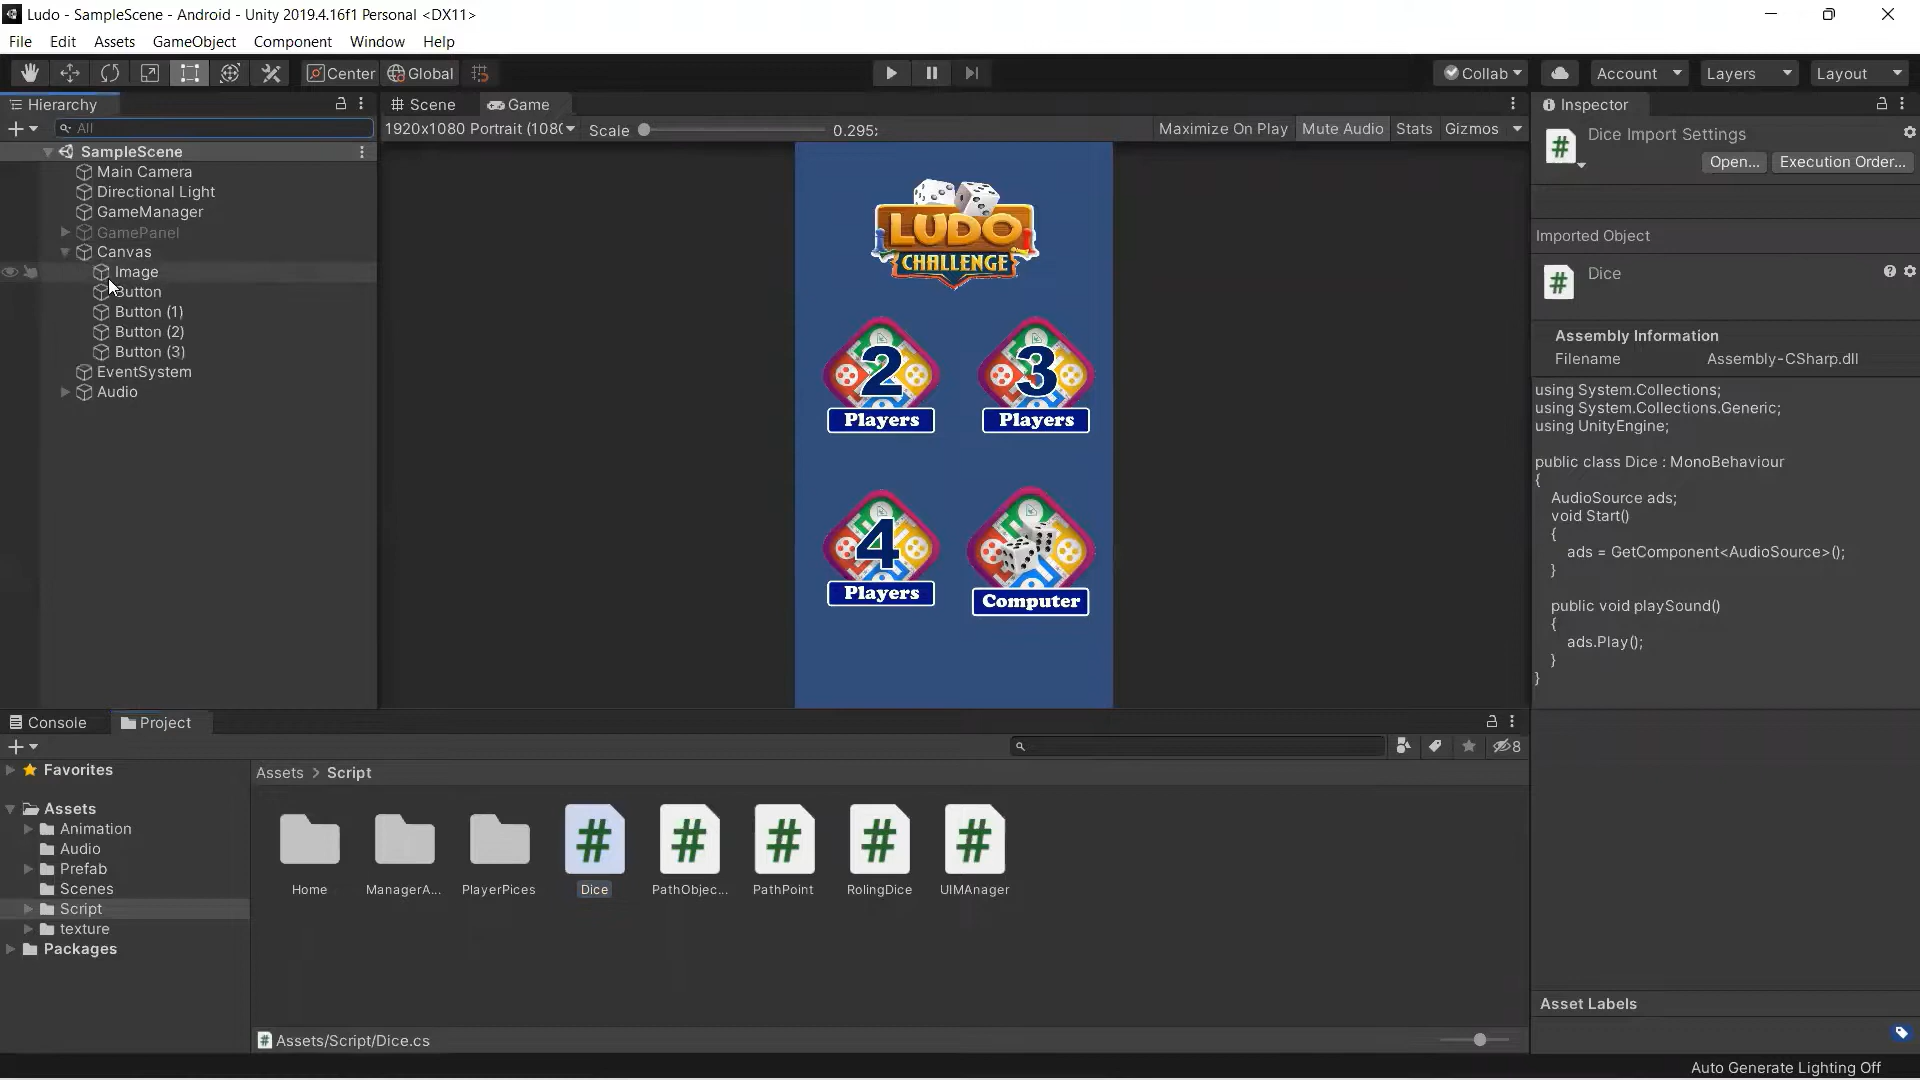 Ludo - SampleScene - Android - Unity 2019.4.16f1 Personal <DX11>
File Edit Assets GameObject Component Window Help
Center Global Collab Account Layers Layout
Hierarchy
All
SampleScene
Main Camera
Directional Light
GameManager
GamePanel
Canvas
Image
Button
Button (1)
Button (2)
Button (3)
EventSystem
Audio
Scene Game
1920x1080 Portrait (108( Scale 0.295: Maximize On Play Mute Audio Stats Gizmos
LUDO
CHALLENGE
2
Players
3
Players
4
Players
Computer
Inspector
Dice Import Settings
Open... Execution Order...
Imported Object
Dice
Assembly Information
Filename Assembly-CSharp.dll
using System.Collections;
using System.Collections.Generic;
using UnityEngine;
public class Dice : MonoBehaviour
{
AudioSource ads;
void Start()
{
ads = GetComponent<AudioSource>();
}
public void playSound()
{
ads.Play();
}
}
Asset Labels
Console Project
8
Favorites
Assets
Animation
Audio
Prefab
Scenes
Script
texture
Packages
Assets > Script
Home
ManagerA...
PlayerPices
Dice
PathObjec...
PathPoint
RolingDice
UIMAnager
Assets/Script/Dice.cs
Auto Generate Lighting Off